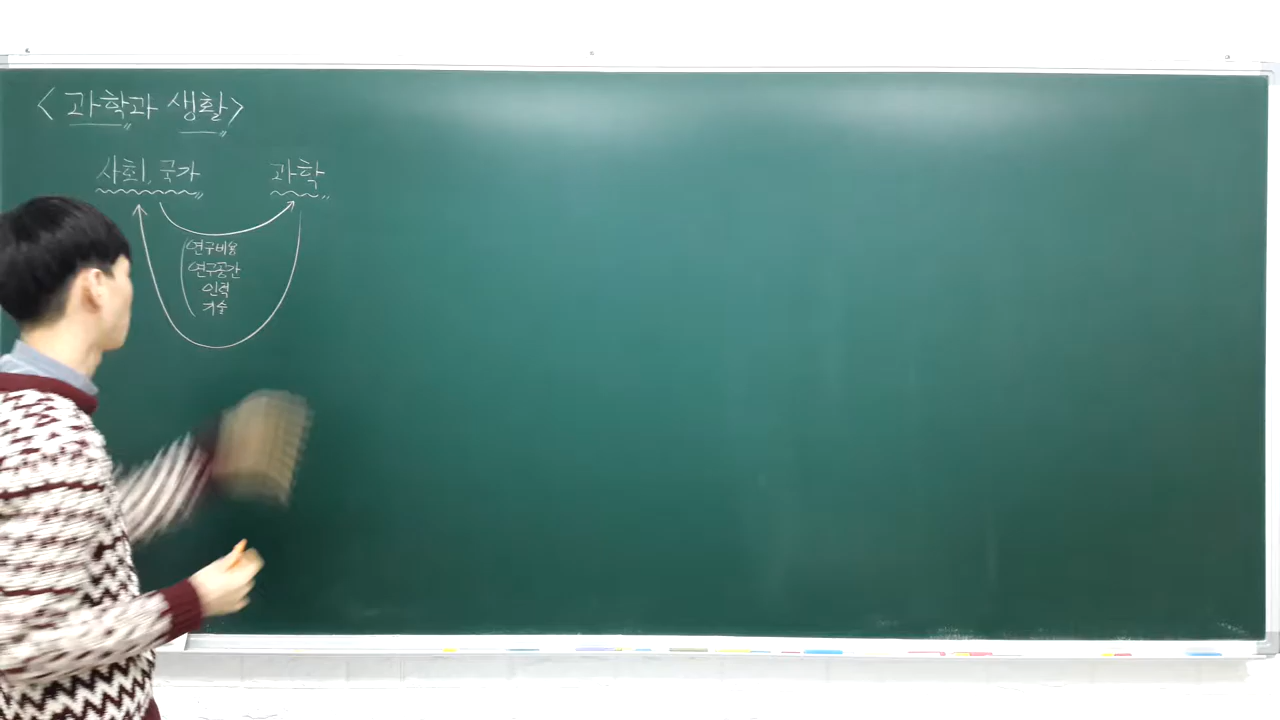 <과학과 생활>
사회, 국가 과학
연구비용
연구공간
인력
기술